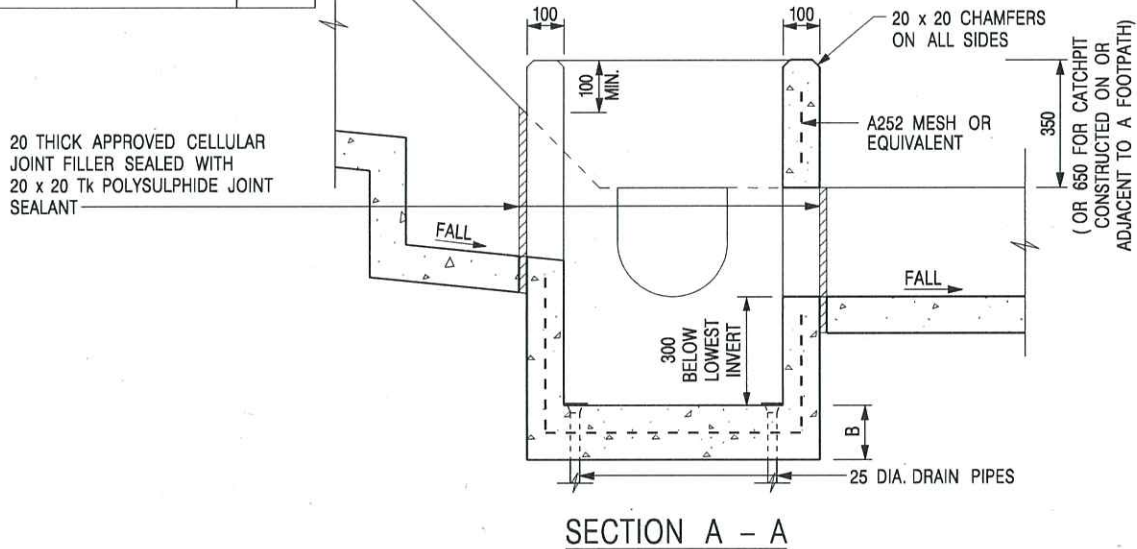 100
100
20 x 20 CHAMFERS
ON ALL SIDES
100
MIN.
350
( OR 650 FOR CATCHPIT
CONSTRUCTED ON OR
ADJACENT TO A FOOTPATH)
A252 MESH OR
EQUIVALENT
20 THICK APPROVED CELLULAR
JOINT FILLER SEALED WITH
20 x 20 Tk POLYSULPHIDE JOINT
SEALANT
FALL
FALL
300
BELOW
LOWEST
INVERT
B
25 DIA. DRAIN PIPES
SECTION A - A